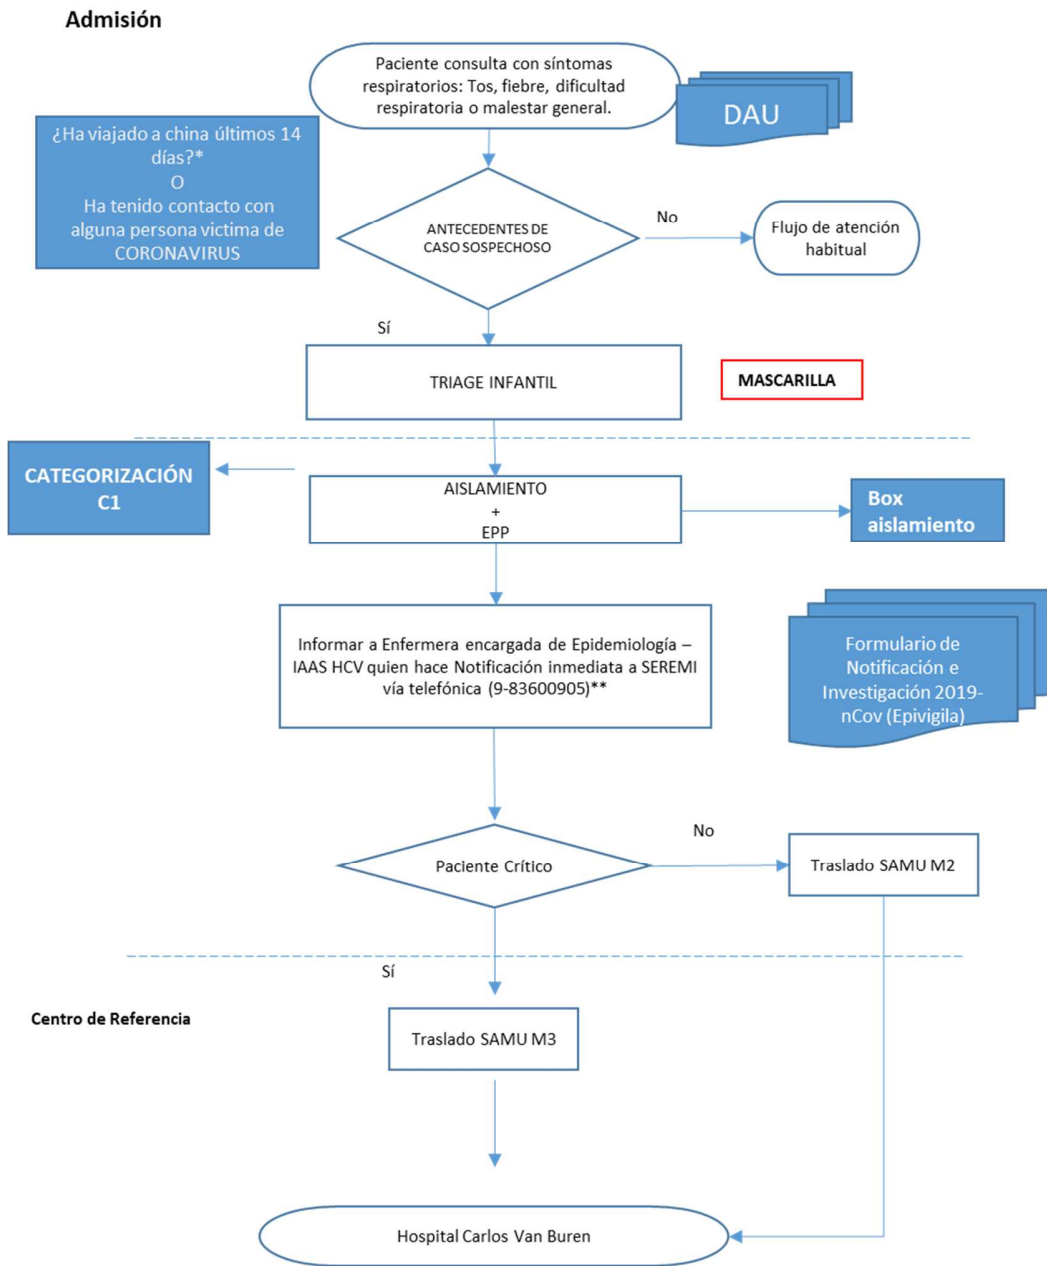 Admisión
Paciente consulta con síntomas
respiratorios: Tos, fiebre, dificultad
respiratoria o malestar general.
DAU
¿Ha viajado a china últimos 14
días?*
O
Ha tenido contacto con
alguna persona victima de
CORONAVIRUS
ANTECEDENTES DE
CASO SOSPECHOSO
No
Flujo de atención
habitual
Sí
TRIAGE INFANTIL
MASCARILLA
CATEGORIZACIÓN
C1
AISLAMIENTO
+
EPP
Box
aislamiento
Informar a Enfermera encargada de Epidemiología –
IAAS HCV quien hace Notificación inmediata a SEREMI
vía telefónica (9-83600905)**
Formulario de
Notificación e
Investigación 2019-
nCov (Epivigila)
Paciente Crítico
No
Traslado SAMU M2
Sí
Centro de Referencia
Traslado SAMU M3
Hospital Carlos Van Buren